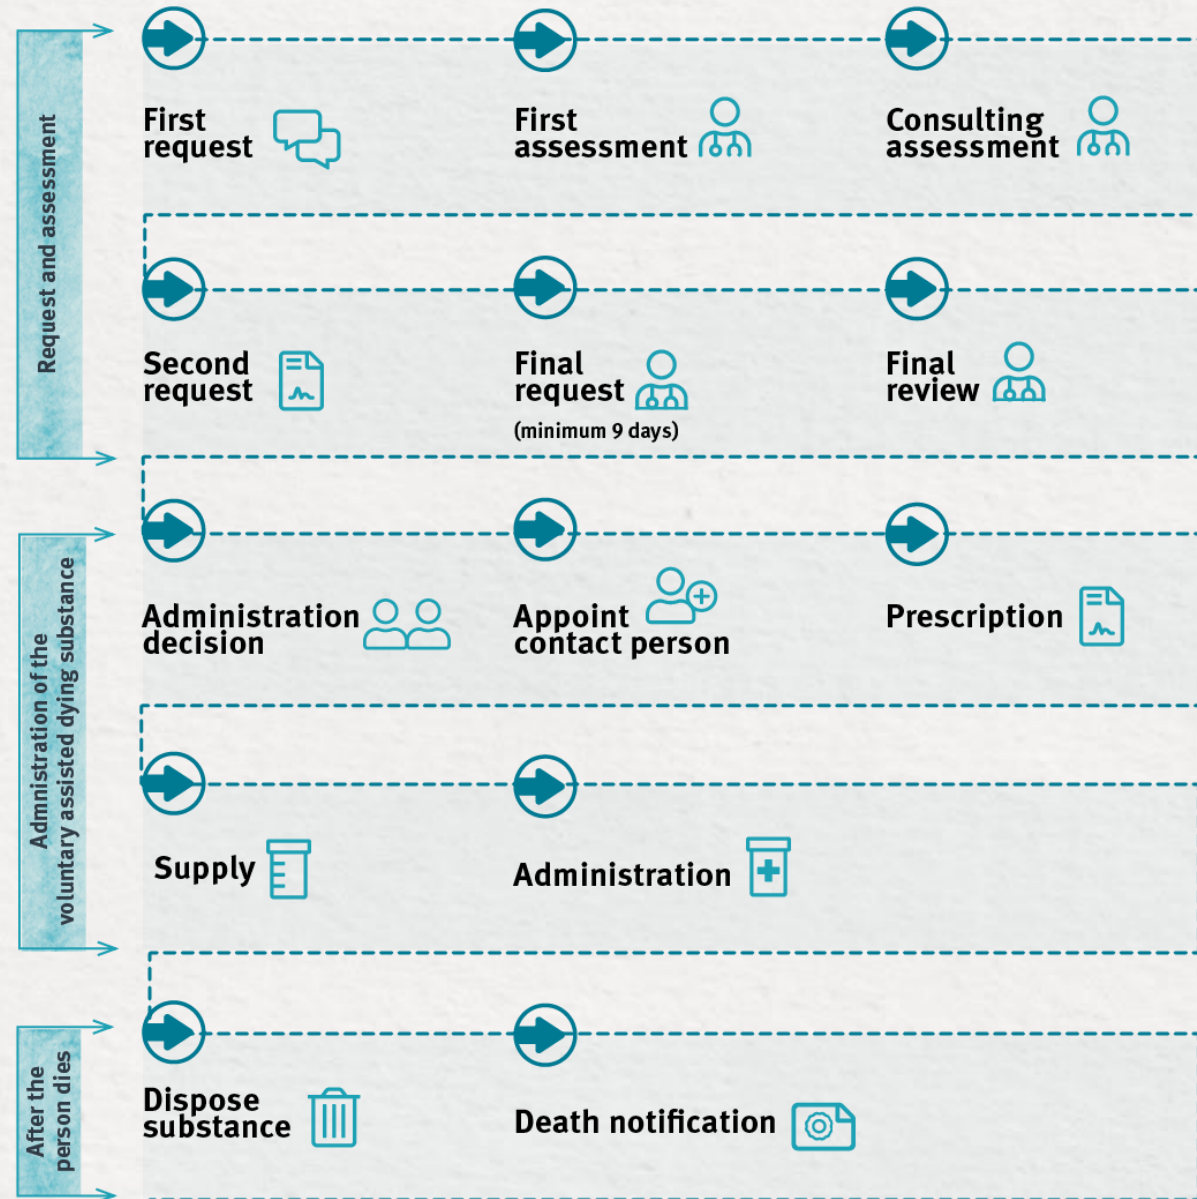 Request and assessment
First
request
First
assessment
Consulting
assessment
Second
request
Final
request
(minimum 9 days)
Final
review
Admnistration of the
voluntary assisted dying substance
Administration
decision
Appoint
contact person
Prescription
Supply
Administration
After the
person dies
Dispose
substance
Death notification